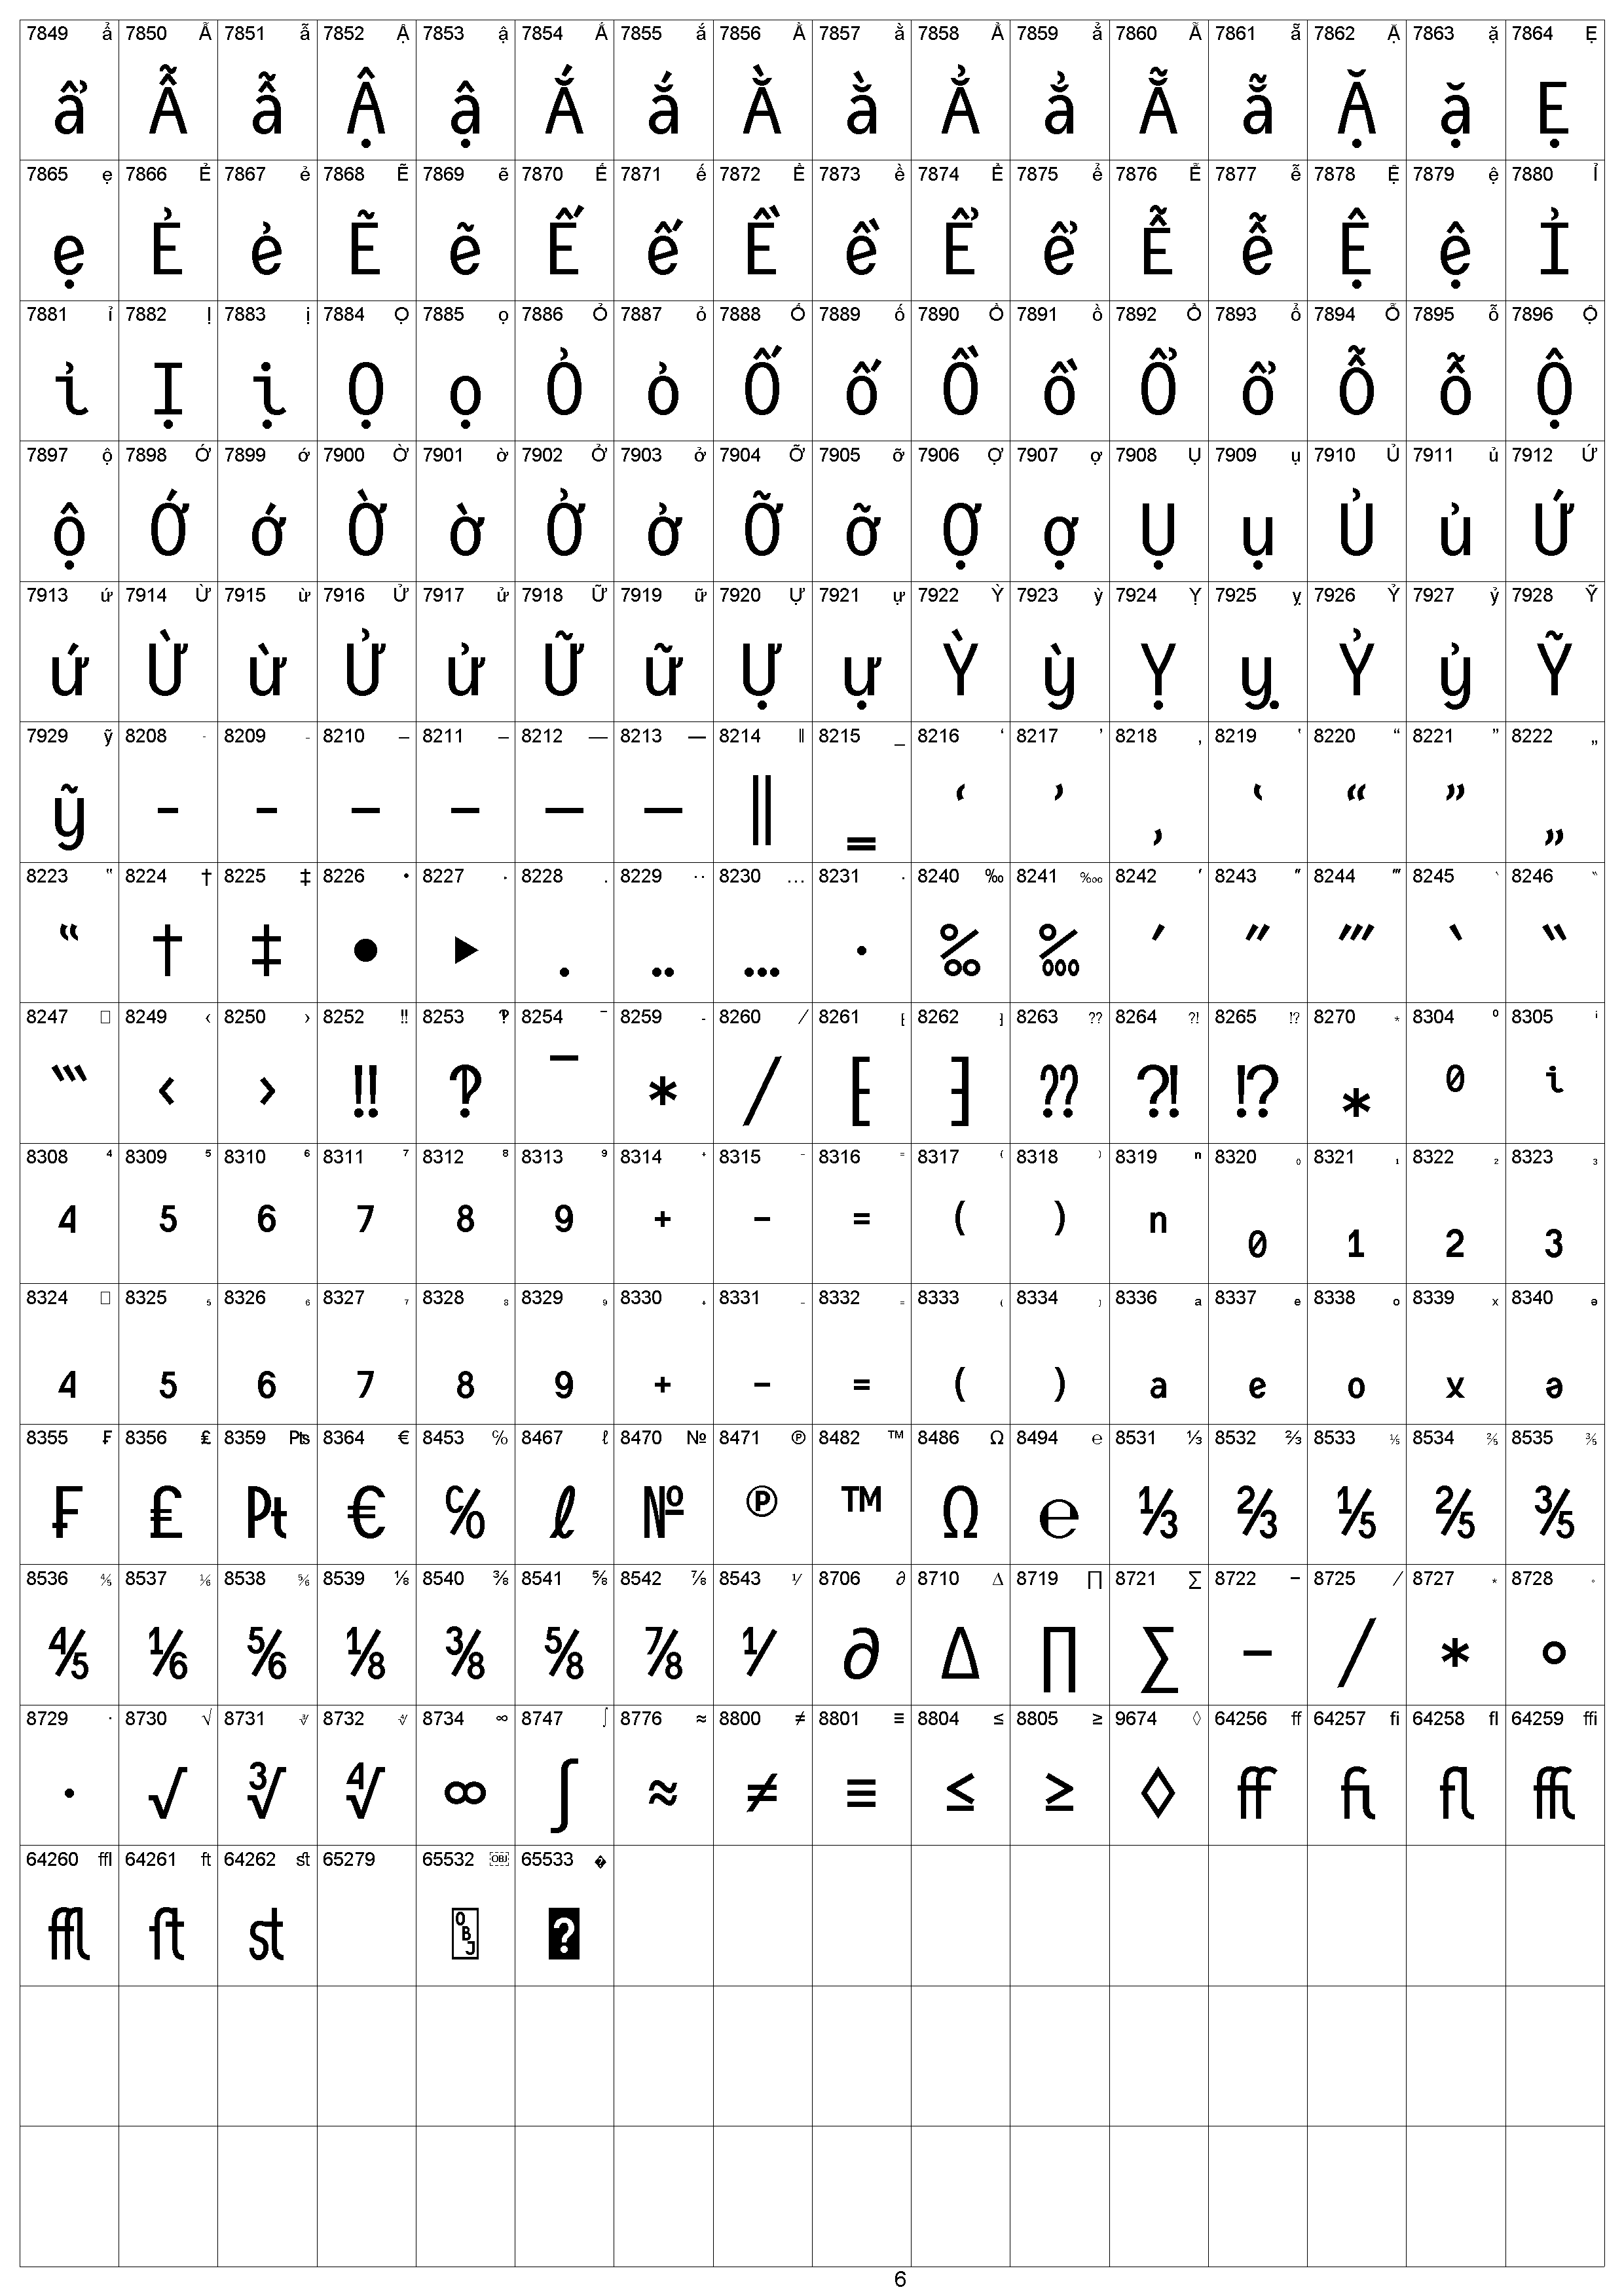 7849 ẩ 7850 Ẫ 7851 ẫ 7852 Ậ 7853 ậ 7854 Ắ 7855 ắ 7856 Ằ 7857 ằ 7858 Ẳ 7859 ẳ 7860 Ẵ 7861 ẵ 7862 Ặ 7863 ặ 7864 Ẹ
ẩ Ẫ ẫ Ậ ậ Ắ ắ Ằ ằ Ẳ ẳ Ẵ ẵ Ặ ặ Ẹ
7865 ẹ 7866 Ẻ 7867 ẻ 7868 Ẽ 7869 ẽ 7870 Ế 7871 ế 7872 Ề 7873 ề 7874 Ể 7875 ể 7876 Ễ 7877 ễ 7878 Ệ 7879 ệ 7880 Ỉ
ẹ Ẻ ẻ Ẽ ẽ Ế ế Ề ề Ể ể Ễ ễ Ệ ệ Ỉ
7881 ỉ 7882 Ị 7883 ị 7884 Ọ 7885 ọ 7886 Ỏ 7887 ỏ 7888 Ố 7889 ố 7890 Ồ 7891 ồ 7892 Ổ 7893 ổ 7894 Ỗ 7895 ỗ 7896 Ộ
ỉ Ị ị Ọ ọ Ỏ ỏ Ố ố Ồ ồ Ổ ổ Ỗ ỗ Ộ
7897 ộ 7898 Ớ 7899 ớ 7900 Ờ 7901 ờ 7902 Ở 7903 ở 7904 Ỡ 7905 ỡ 7906 Ợ 7907 ợ 7908 Ụ 7909 ụ 7910 Ủ 7911 ủ 7912 Ứ
ộ Ớ ớ Ờ ờ Ở ở Ỡ ỡ Ợ ợ Ụ ụ Ủ ủ Ứ
7913 ứ 7914 Ừ 7915 ừ 7916 Ử 7917 ử 7918 Ữ 7919 ữ 7920 Ự 7921 ự 7922 Ỳ 7923 ỳ 7924 Ỵ 7925 ỵ 7926 Ỷ 7927 ỷ 7928 Ỹ
ứ Ừ ừ Ử ử Ữ ữ Ự ự Ỳ ỳ Ỵ ỵ Ỷ ỷ Ỹ
7929 ỹ 8208 ‐ 8209 ‑ 8210 ‒ 8211 – 8212 — 8213 ― 8214 ‖ 8215 ‗ 8216 ‘ 8217 ’ 8218 ‚ 8219 ‛ 8220 “ 8221 ” 8222 „
ỹ ‐ ‑ ‒ – — ― ‖ ‗ ‘ ’ ‚ ‛ “ ” „
8223 ‟ 8224 † 8225 ‡ 8226 • 8227 ‧ 8228 ․ 8229 ‥ 8230 … 8231 ‧ 8240 ‰ 8241 ‱ 8242 ′ 8243 ″ 8244 ‴ 8245 ‵ 8246 ‶
‟ † ‡ • ‣ ․ ‥ … ‧ ‰ ‱ ′ ″ ‴ ‵ ‶
8247 □ 8249 ‹ 8250 › 8252 ‼ 8253 ‽ 8254 ‾ 8259 ⁃ 8260 ⁄ 8261 ⁅ 8262 ⁆ 8263 ⁇ 8264 ⁈ 8265 ⁉ 8270 ⁎ 8304 ⁰ 8305 ⁱ
‷ ‹ › ‼ ‽ ‾ * ⁄ ⁅ ⁆ ⁇ ⁈ ⁉ ⁎ ⁰ ⁱ
8308 ⁴ 8309 ⁵ 8310 ⁶ 8311 ⁷ 8312 ⁸ 8313 ⁹ 8314 ⁺ 8315 ⁻ 8316 ⁼ 8317 ⁽ 8318 ⁾ 8319 ⁿ 8320 ₀ 8321 ₁ 8322 ₂ 8323 ₃
⁴ ⁵ ⁶ ⁷ ⁸ ⁹ ⁺ ⁻ ⁼ ⁽ ⁾ ⁿ ₀ ₁ ₂ ₃
8324 □ 8325 ₅ 8326 ₆ 8327 ₇ 8328 ₈ 8329 ₉ 8330 ₊ 8331 ₋ 8332 ₌ 8333 ₍ 8334 ₎ 8336 ₐ 8337 ₑ 8338 ₒ 8339 ₓ 8340 ₔ
₄ ₅ ₆ ₇ ₈ ₉ ₊ ₋ ₌ ₍ ₎ ₐ ₑ ₒ ₓ ₔ
8355 ₣ 8356 ₤ 8359 ₧ 8364 € 8453 ℅ 8467 ℓ 8470 № 8471 ℗ 8482 ™ 8486 Ω 8494 ℮ 8531 ⅓ 8532 ⅔ 8533 ⅕ 8534 ⅖ 8535 ⅗
₣ ₤ ₧ € ℅ ℓ № ℗ ™ Ω ℮ ⅓ ⅔ ⅕ ⅖ ⅗
8536 ⅘ 8537 ⅙ 8538 ⅚ 8539 ⅛ 8540 ⅜ 8541 ⅝ 8542 ⅞ 8543 ⅟ 8706 ∂ 8710 ∆ 8719 ∏ 8721 ∑ 8722 − 8725 ∕ 8727 ∗ 8728 ∘
⅘ ⅙ ⅚ ⅛ ⅜ ⅝ ⅞ ⅟ ∂ ∆ ∏ ∑ − ∕ ∗ ∘
8729 ∙ 8730 √ 8731 ∛ 8732 ∜ 8734 ∞ 8747 ∫ 8776 ≈ 8800 ≠ 8801 ≡ 8804 ≤ 8805 ≥ 9674 ◊ 64256 ff 64257 fi 64258 fl 64259 ffi
∙ √ ∛ ∜ ∞ ∫ ≈ ≠ ≡ ≤ ≥ ◊ ff fi fl ffi
64260 ffl 64261 ſt 64262 st 65279 65532 OBJ 65533 �
ffl ſt st OBJ �
6